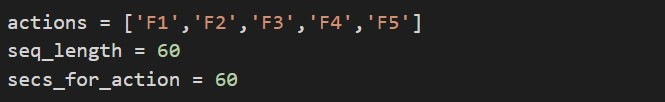 actions = ['F1','F2','F3','F4','F5']
seq_length = 60
secs_for_action = 60